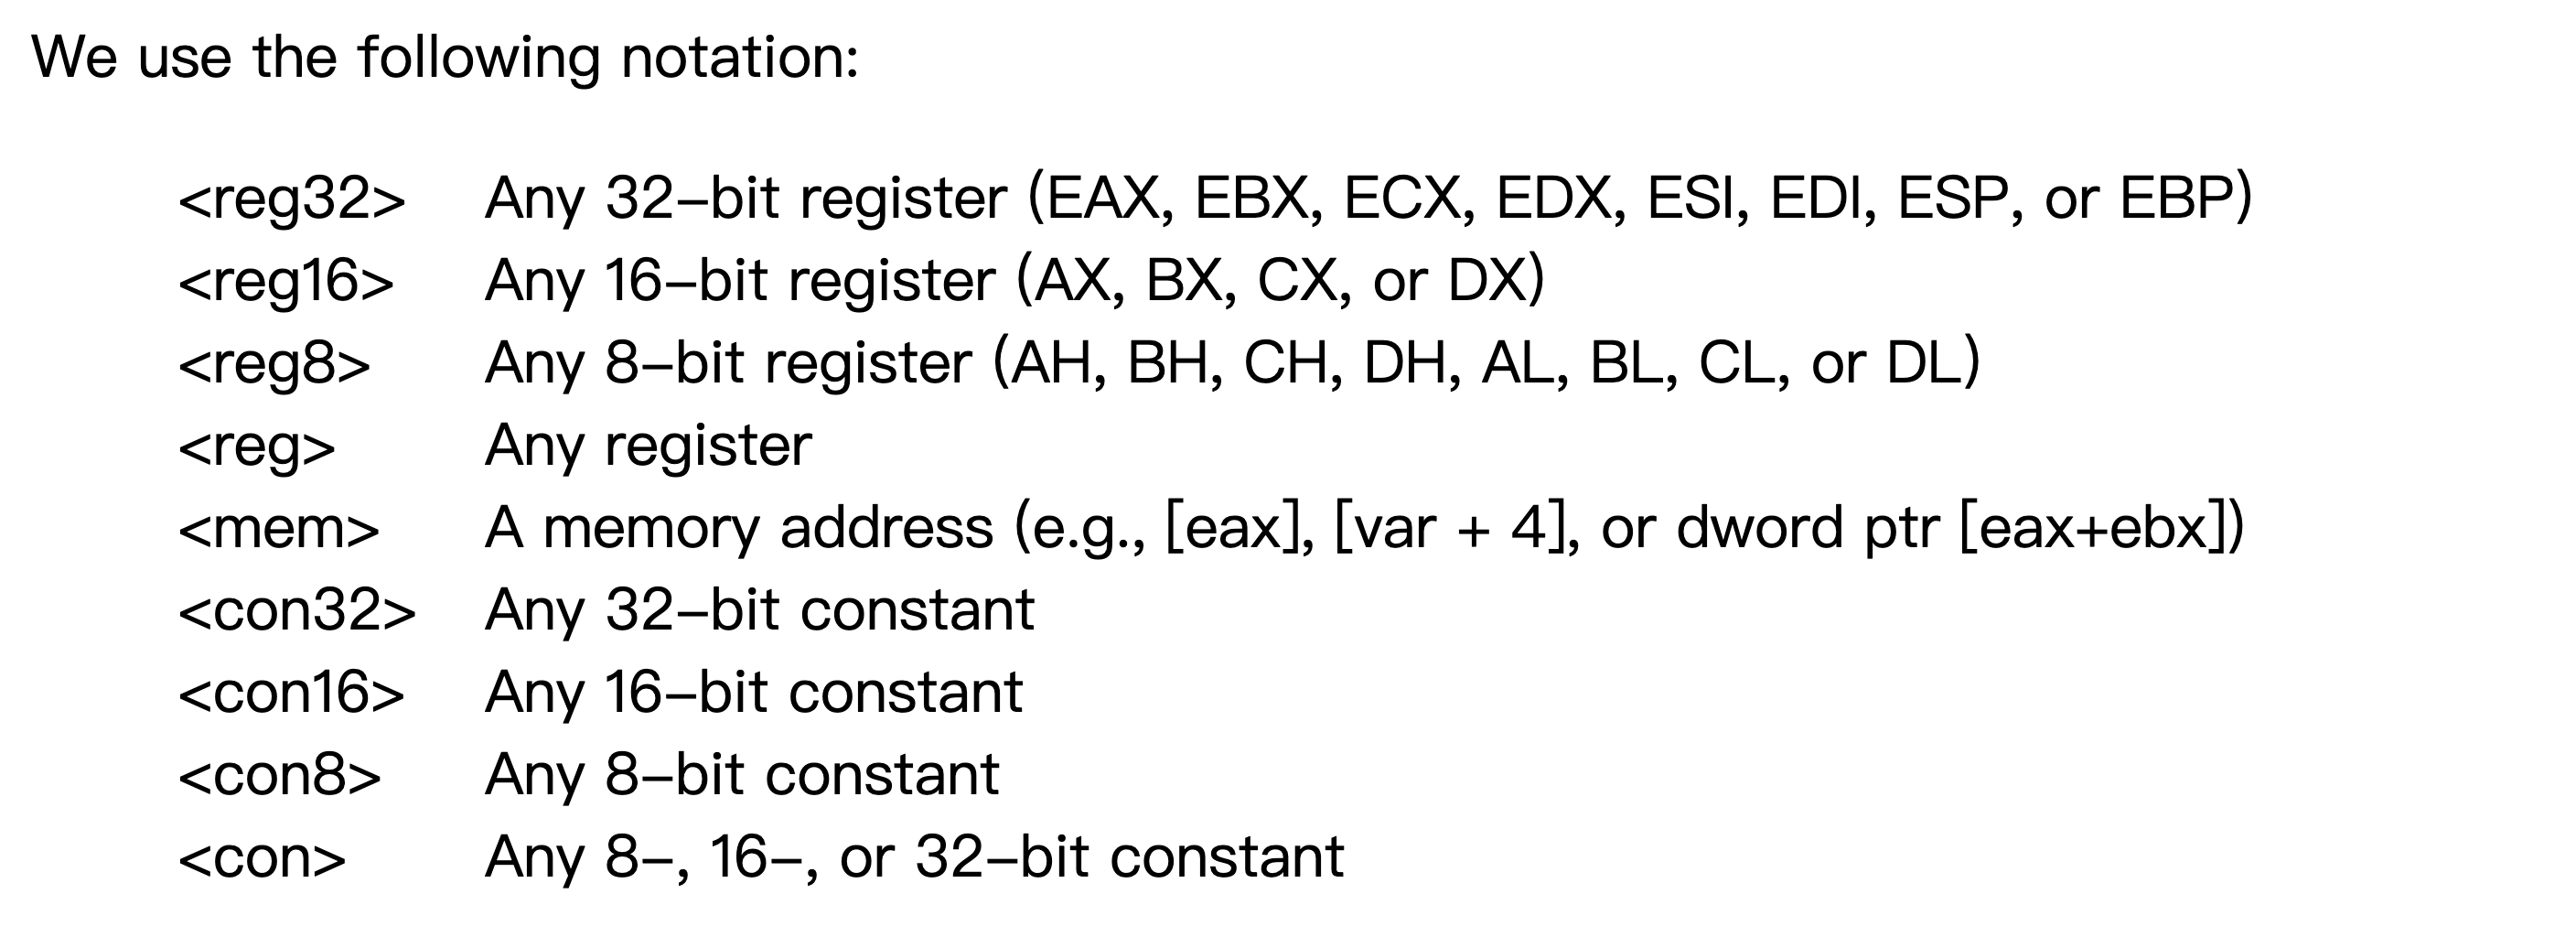 We use the following notation:
<reg32> Any 32–bit register (EAX, EBX, ECX, EDX, ESI, EDI, ESP, or EBP)
<reg16> Any 16–bit register (AX, BX, CX, or DX)
<reg8> Any 8–bit register (AH, BH, CH, DH, AL, BL, CL, or DL)
<reg> Any register
<mem> A memory address (e.g., [eax], [var + 4], or dword ptr [eax+ebx])
<con32> Any 32–bit constant
<con16> Any 16–bit constant
<con8> Any 8–bit constant
<con> Any 8–, 16–, or 32–bit constant